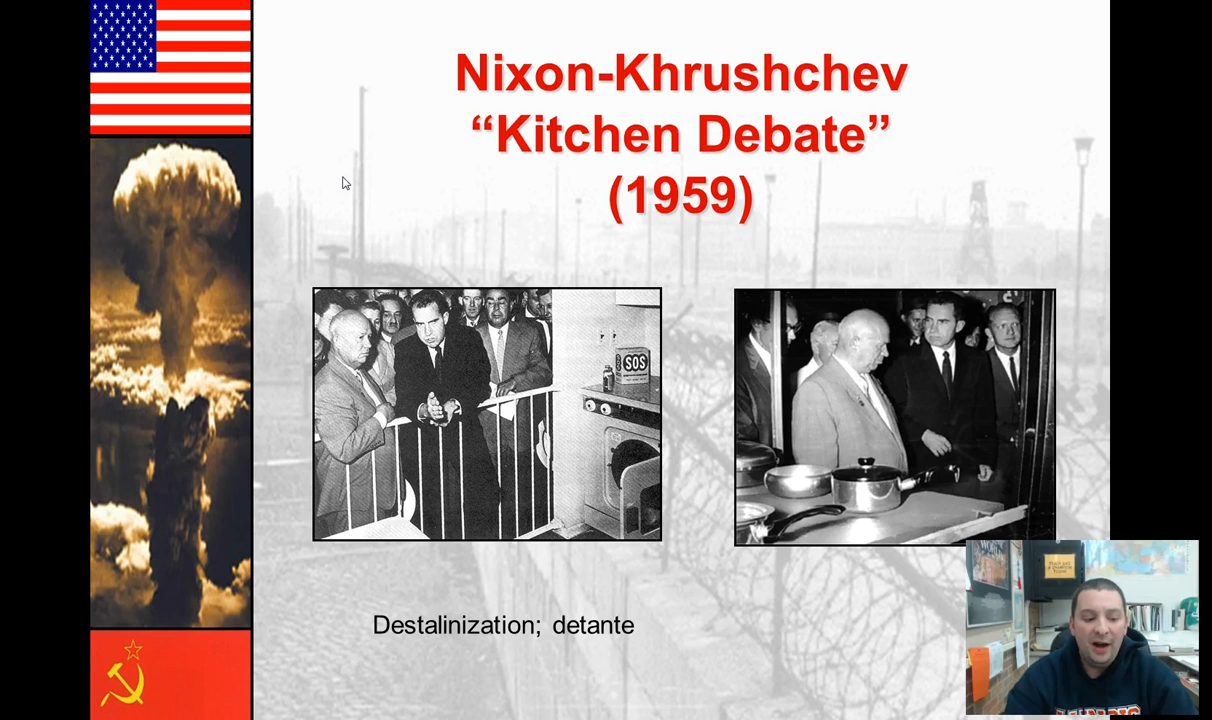 Nixon-Khrushchev
“Kitchen Debate”
(1959)
SOS
Destalinization; detante